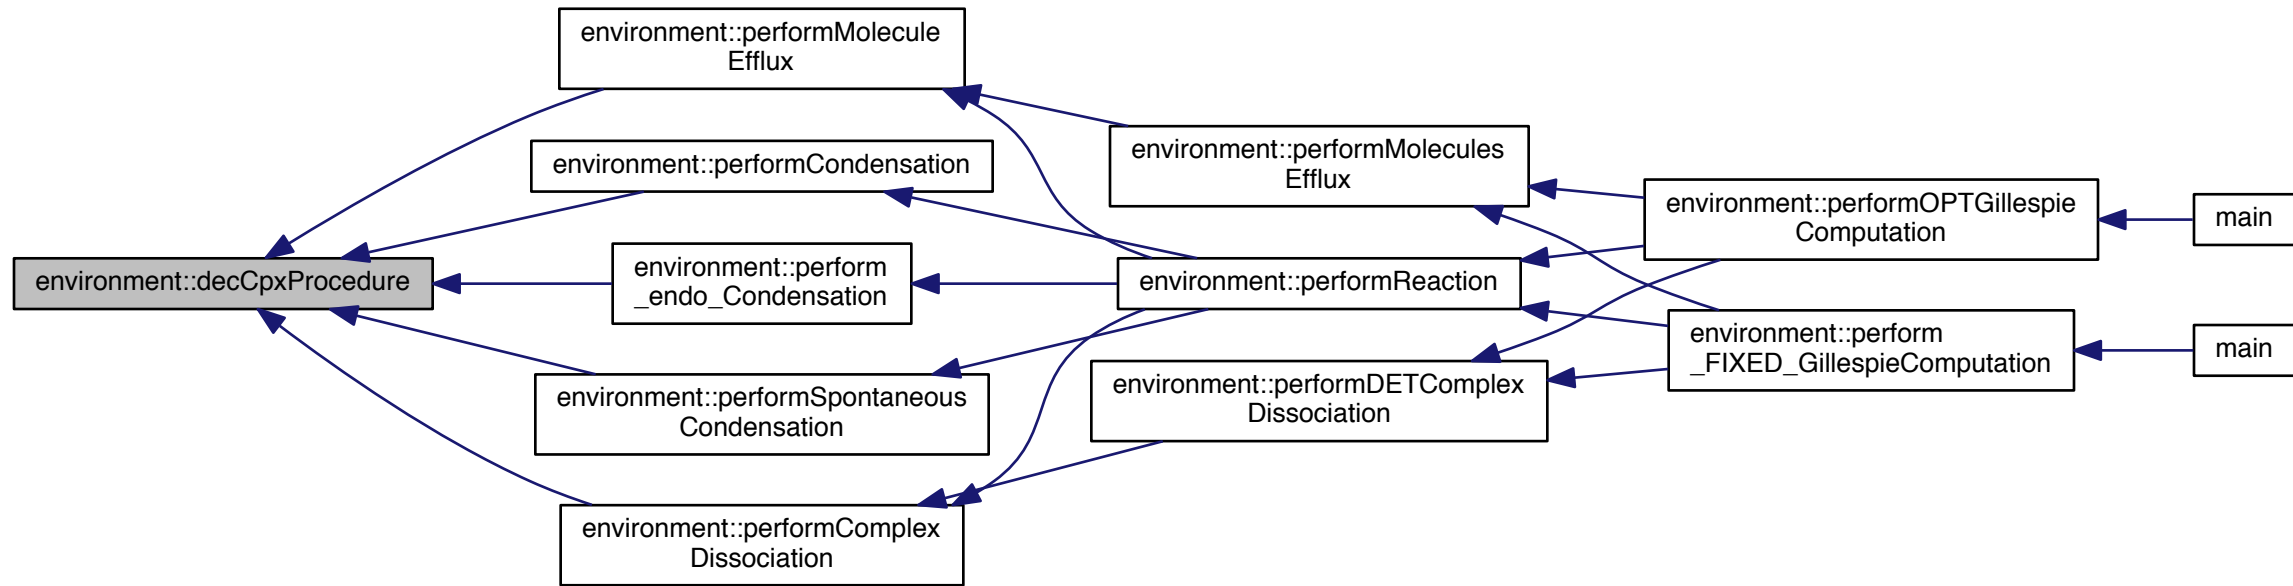 environment::decCpxProcedure
environment::performMolecule
Efflux
environment::performCondensation
environment::perform
_endo_Condensation
environment::performSpontaneous
Condensation
environment::performComplex
Dissociation
environment::performMolecules
Efflux
environment::performReaction
environment::performDETComplex
Dissociation
environment::performOPTGillespie
Computation
environment::perform
_FIXED_GillespieComputation
main
main